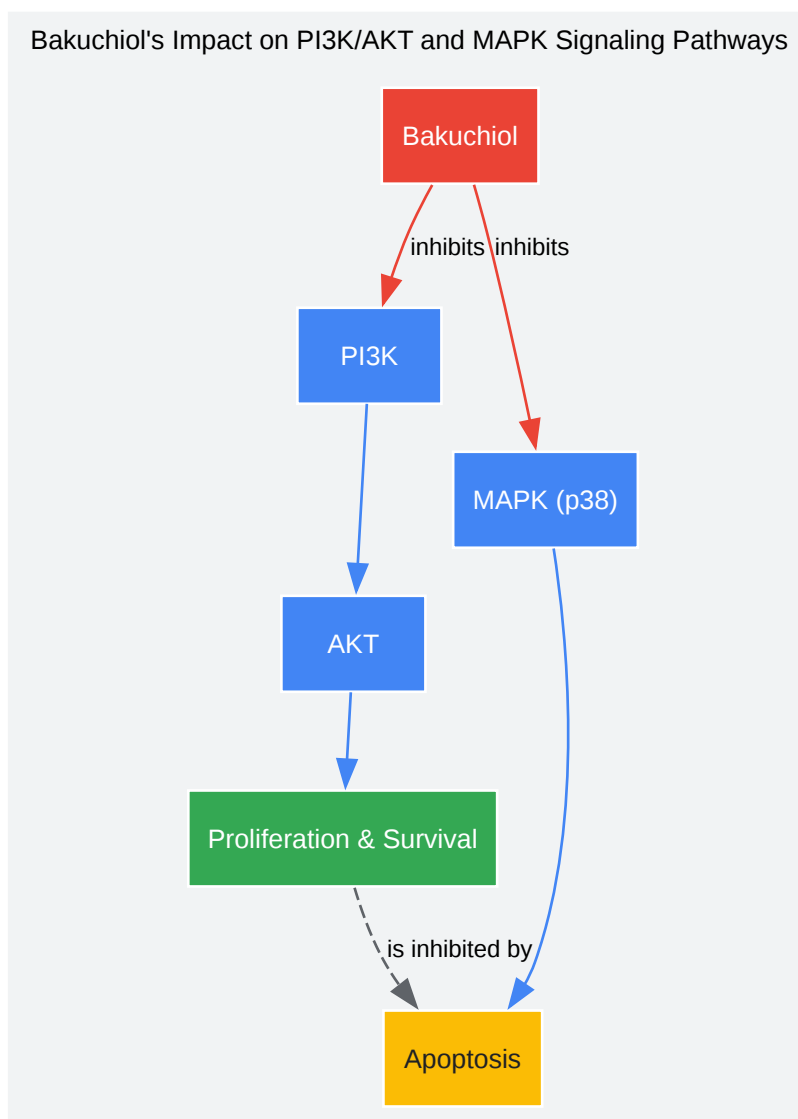 Bakuchiol's Impact on PI3K/AKT and MAPK Signaling Pathways
Bakuchiol
inhibits
inhibits
PI3K
MAPK (p38)
AKT
Proliferation & Survival
is inhibited by
Apoptosis